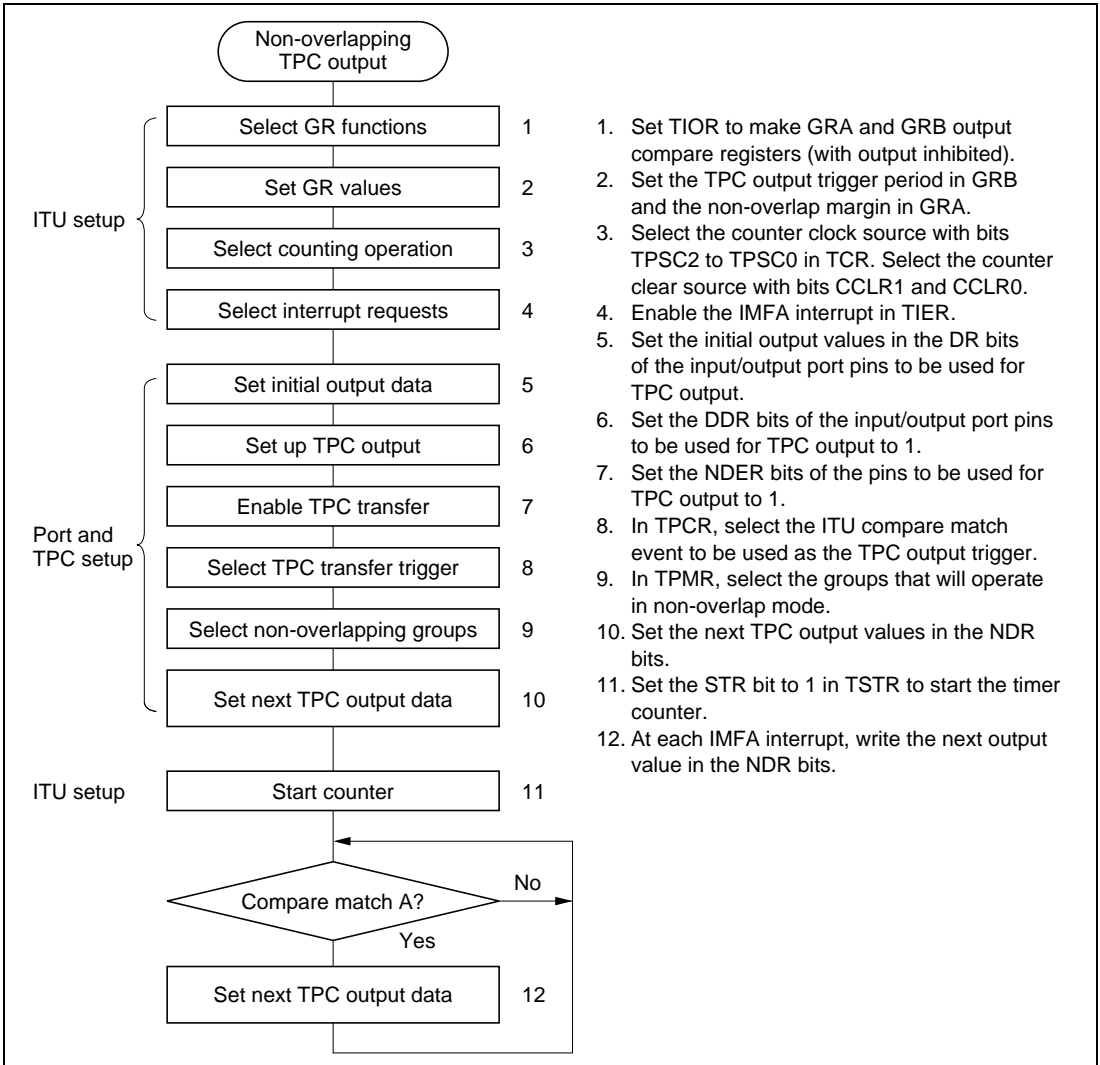 Non-overlapping
TPC output
ITU setup
Select GR functions 1
Set GR values 2
Select counting operation 3
Select interrupt requests 4
Port and
TPC setup
Set initial output data 5
Set up TPC output 6
Enable TPC transfer 7
Select TPC transfer trigger 8
Select non-overlapping groups 9
Set next TPC output data 10
ITU setup
Start counter 11
Compare match A?
No
Yes
Set next TPC output data 12
1. Set TIOR to make GRA and GRB output
compare registers (with output inhibited).
2. Set the TPC output trigger period in GRB
and the non-overlap margin in GRA.
3. Select the counter clock source with bits
TPSC2 to TPSC0 in TCR. Select the counter
clear source with bits CCLR1 and CCLR0.
4. Enable the IMFA interrupt in TIER.
5. Set the initial output values in the DR bits
of the input/output port pins to be used for
TPC output.
6. Set the DDR bits of the input/output port pins
to be used for TPC output to 1.
7. Set the NDER bits of the pins to be used for
TPC output to 1.
8. In TPCR, select the ITU compare match
event to be used as the TPC output trigger.
9. In TPMR, select the groups that will operate
in non-overlap mode.
10. Set the next TPC output values in the NDR
bits.
11. Set the STR bit to 1 in TSTR to start the timer
counter.
12. At each IMFA interrupt, write the next output
value in the NDR bits.